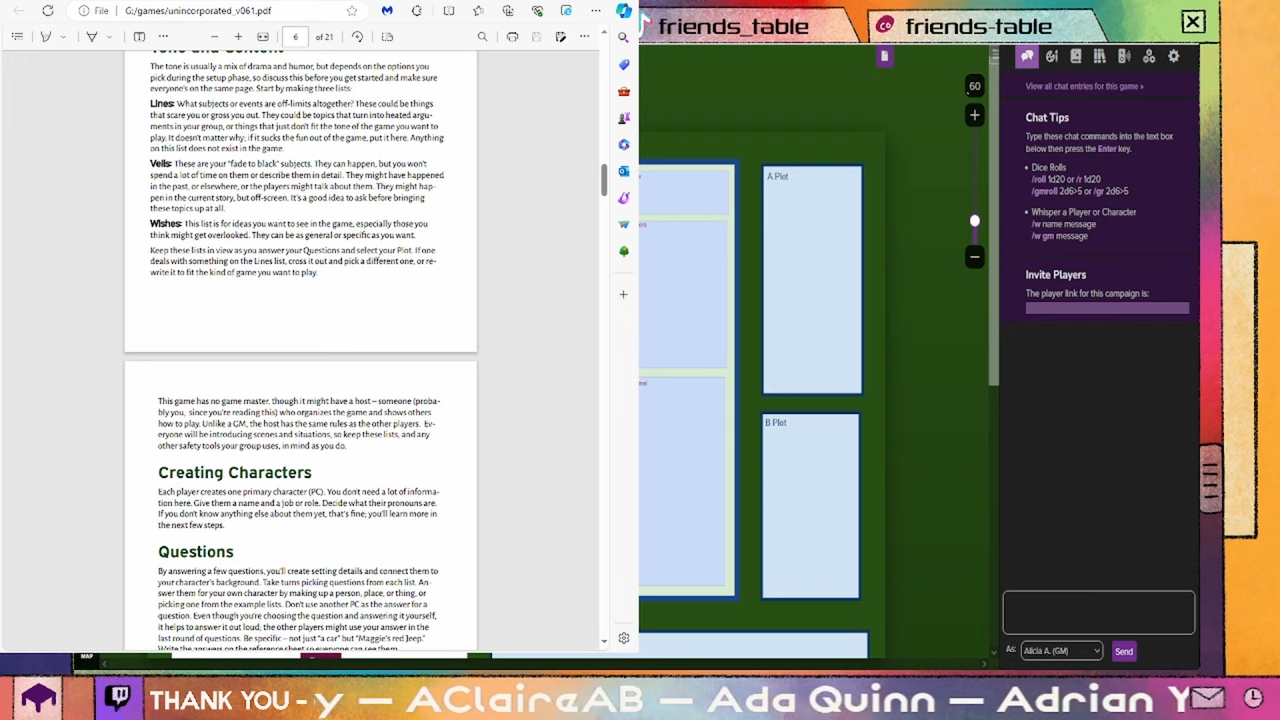 File
G:/games/unincorporated_v061.pdf
6
of 21
Tone and Content
The tone is usually a mix of drama and humor, but depends on the options you
pick during the setup phase, so discuss this before you get started and make sure
everyone's on the same page. Start by making three lists:
Lines: What subjects or events are off-limits altogether? These could be things
that scare you or gross you out. They could be topics that turn into heated argu-
ments in your group, or things that just don't fit the tone of the game you want to
play. It doesn't matter why; if it sucks the fun out of the game, put it here. Anything
on this list does not exist in the game.
Veils: These are your "fade to black" subjects. They can happen, but you won't
spend a lot of time on them or describe them in detail. They might have happened
in the past, or elsewhere, or the players might talk about them. They might hap-
pen in the current story, but off-screen. It's a good idea to ask before bringing
these topics up at all.
Wishes: This list is for ideas you want to see in the game, especially those you
think might get overlooked. They can be as general or specific as you want.
Keep these lists in view as you answer your Questions and select your Plot. If one
deals with something on the Lines list, cross it out and pick a different one, or re-
write it to fit the kind of game you want to play.
This game has no game master, though it might have a host – someone (proba-
bly you, since you're reading this) who organizes the game and shows others
how to play. Unlike a GM, the host has the same rules as the other players. Ev-
eryone will be introducing scenes and situations, so keep these lists, and any
other safety tools your group uses, in mind as you do.
Creating Characters
Each player creates one primary character (PC). You don't need a lot of informa-
tion here. Give them a name and a job or role. Decide what their pronouns are.
If you don't know anything else about them yet, that's fine; you'll learn more in
the next few steps.
Questions
By answering a few questions, you'll create setting details and connect them to
your character's background. Take turns picking questions from each list. An-
swer them for your own character by making up a person, place, or thing, or
picking one from the example lists. Don't use another PC as the answer for a
question. Even though you're choosing the question and answering it yourself,
it helps to answer it out loud; the other players might use your answer in the
last round of questions. Be specific – not just "a car" but "Maggie's red Jeep."
Write the answers on the reference sheet so everyone can see them.
friends_table
friends-table
A Plot
B Plot
60
View all chat entries for this game »
Chat Tips
Type these chat commands into the text box
below then press the Enter key.
• Dice Rolls
/roll 1d20 or /r 1d20
/gmroll 2d6>5 or /gr 2d6>5
• Whisper a Player or Character
/w name message
/w gm message
Invite Players
The player link for this campaign is:
As:
Alicia A. (GM)
Send
MAP
THANK YOU - y — AClaireAB — Ada Quinn — Adrian Y